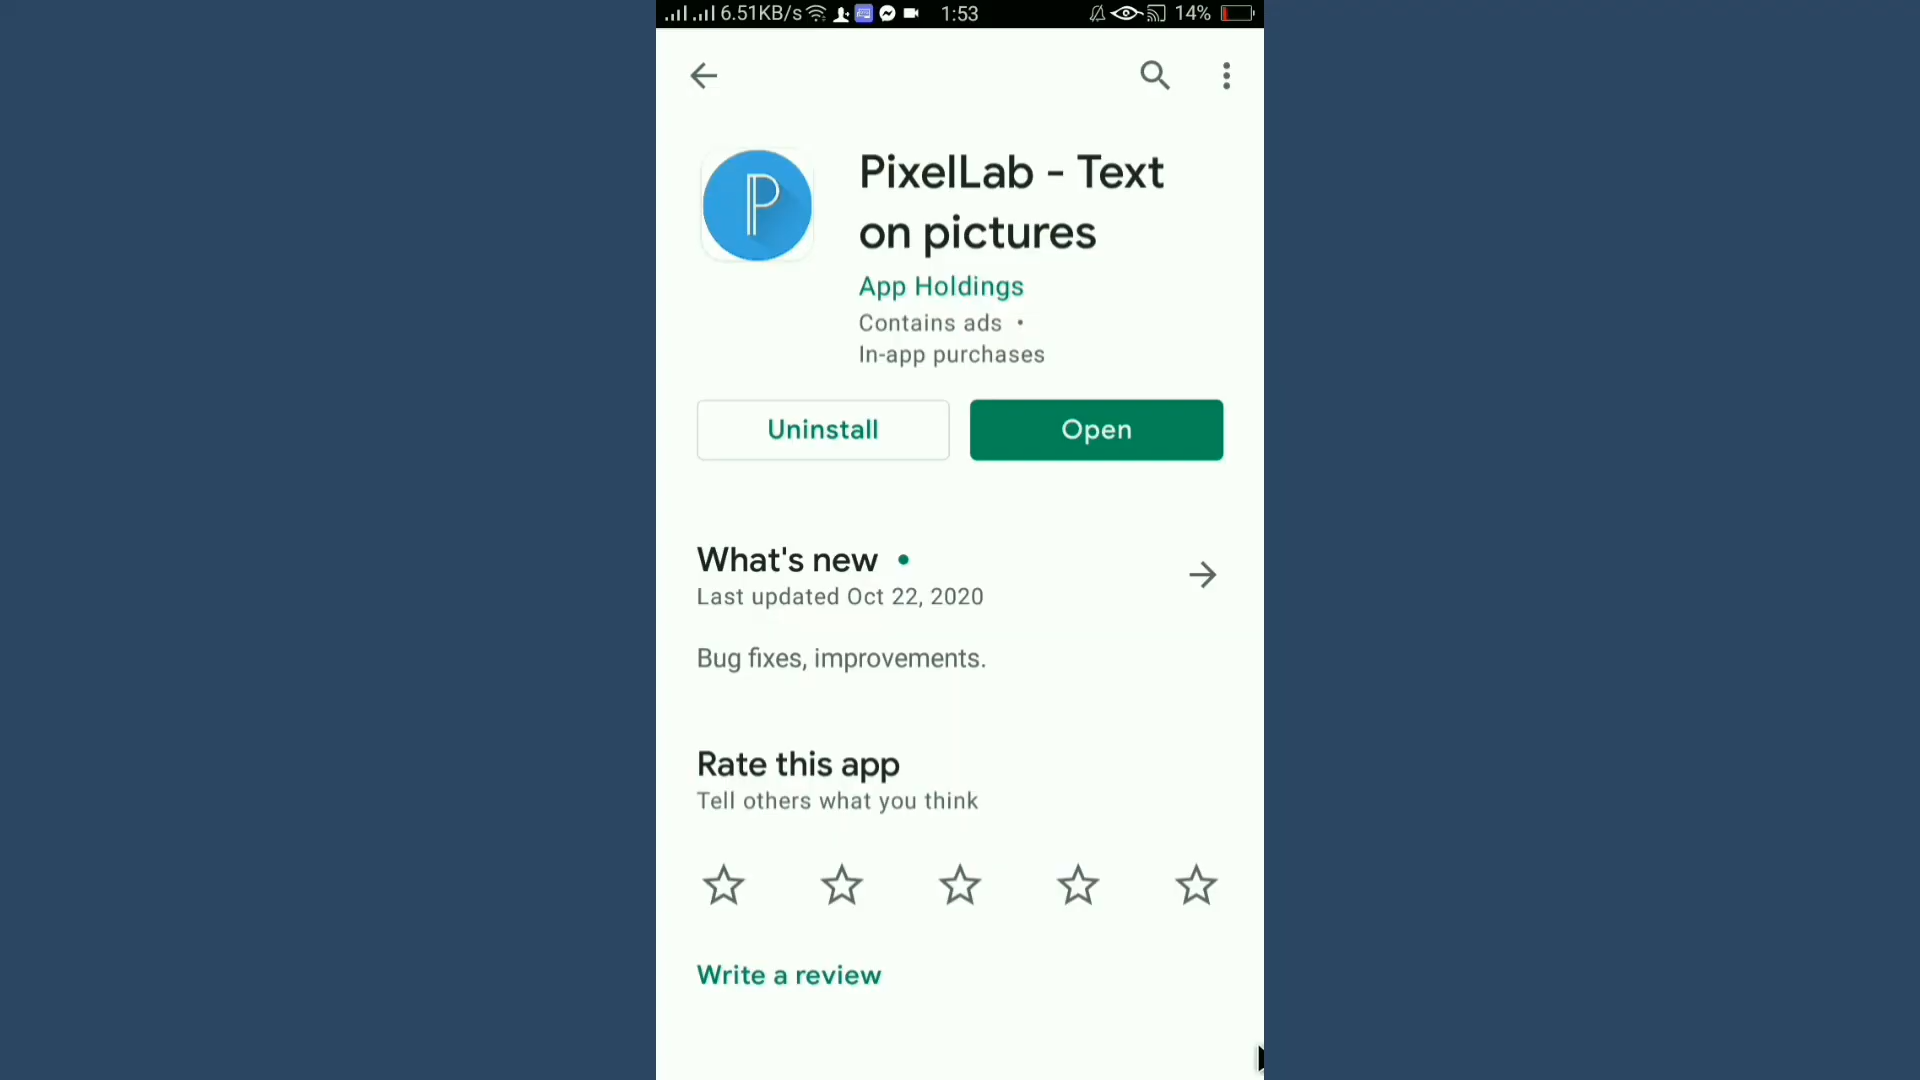 6.51KB/s 1:53 14%
PixelLab - Text
on pictures
App Holdings
Contains ads •
In-app purchases
Uninstall Open
What's new •
Last updated Oct 22, 2020
Bug fixes, improvements.
Rate this app
Tell others what you think
Write a review